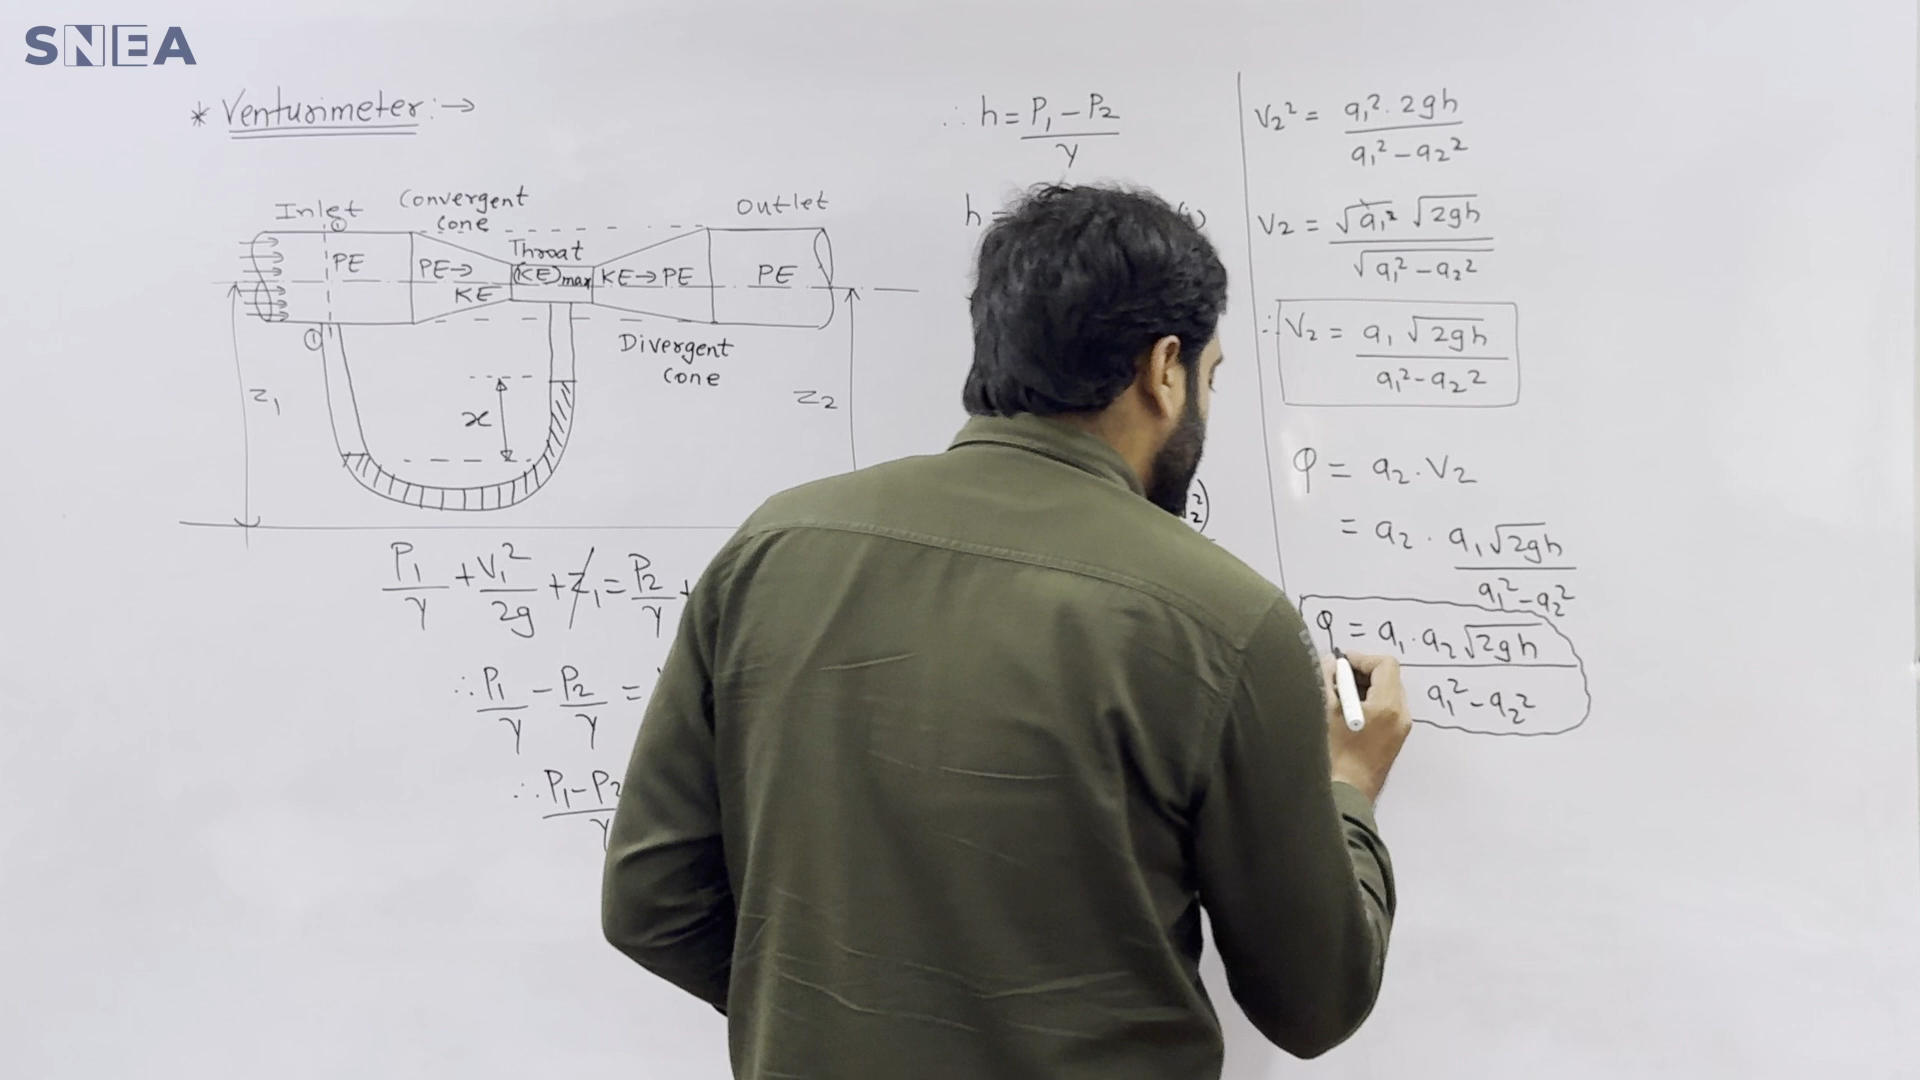 SNEA
* Venturimeter :→
Inlet
Convergent
Cone
Outlet
①
Throat
PE
PE→
KE
(KE)max
KE→PE
PE
①
Divergent
Cone
Z₁
x
Z₂
P₁/γ + V₁²/2g + Z₁ = P₂/γ +
∴ P₁/γ − P₂/γ =
∴ P₁−P₂/γ
∴ h = P₁ − P₂/γ
h =
V₂² = a₁² . 2gh / a₁² − a₂²
V₂ = √a₁² √2gh / √a₁² − a₂²
∴ V₂ = a₁ √2gh / a₁² − a₂²
Q = a₂ . V₂
= a₂ . a₁ √2gh / a₁² − a₂²
Q = a₁ . a₂ √2gh / a₁² − a₂²